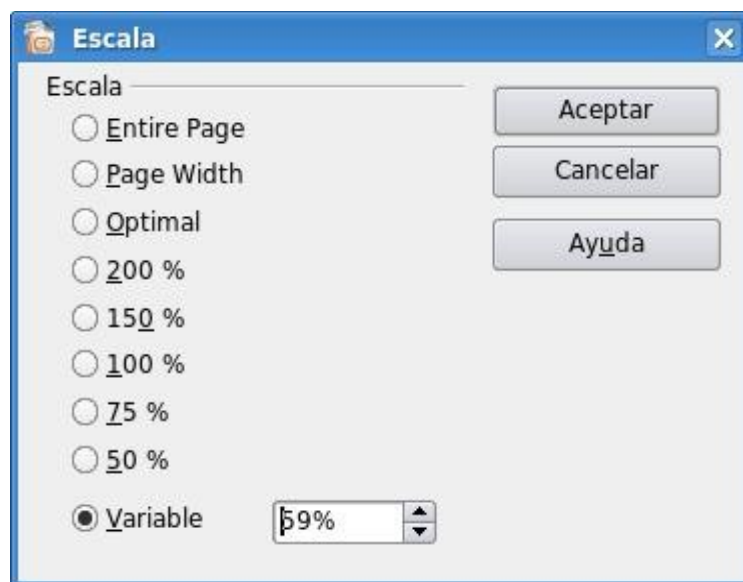 Escala
Escala
Entire Page
Page Width
Optimal
200 %
150 %
100 %
75 %
50 %
Variable 59%
Aceptar
Cancelar
Ayuda